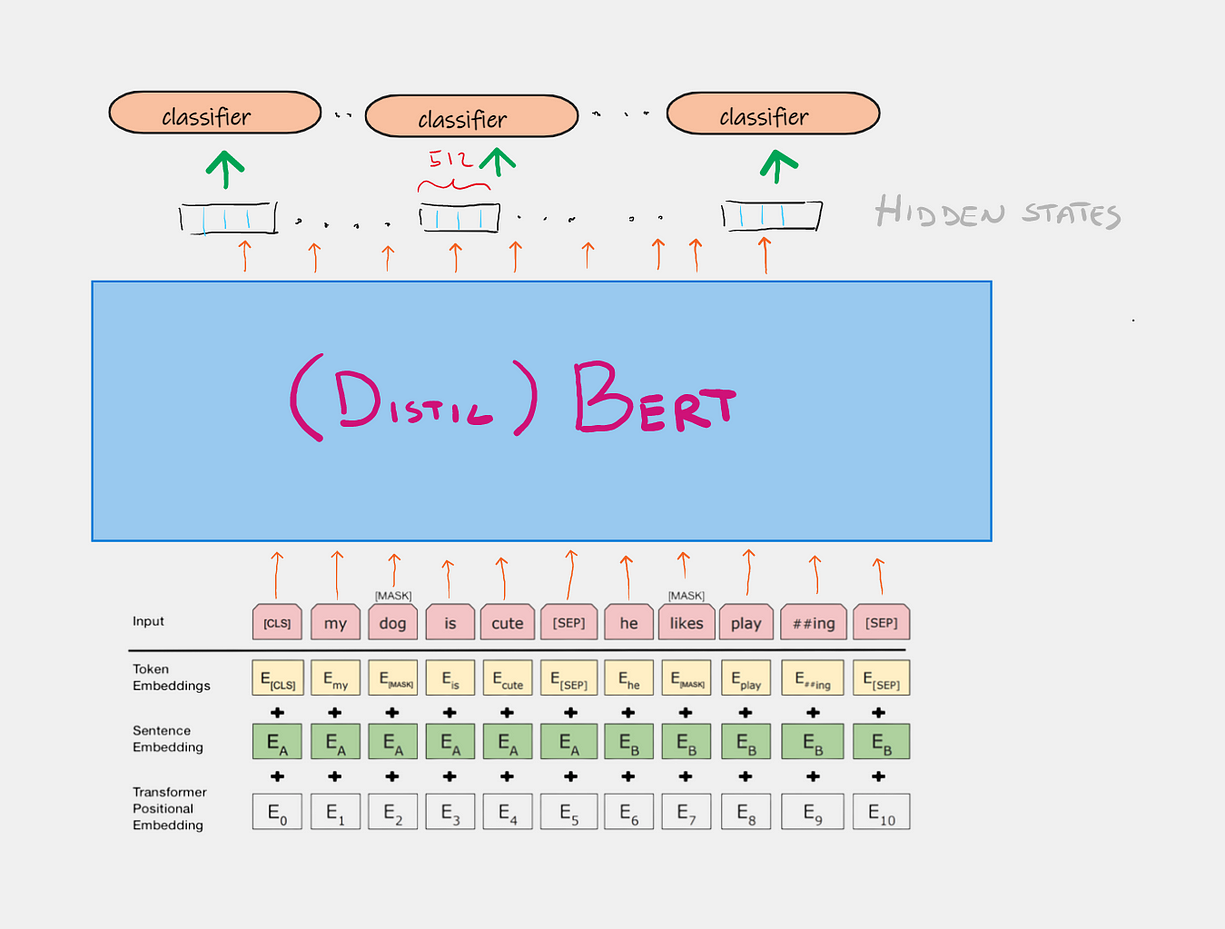 classifier classifier classifier
512
HIDDEN STATES
(DISTIL) BERT
[MASK] [MASK]
Input [CLS] my dog is cute [SEP] he likes play ##ing [SEP]
Token
Embeddings E[CLS] Emy E[MASK] Eis Ecute E[SEP] Ehe E[MASK] Eplay E##ing E[SEP]
+ + + + + + + + + + +
Sentence
Embedding EA EA EA EA EA EA EB EB EB EB EB
+ + + + + + + + + + +
Transformer
Positional
Embedding E0 E1 E2 E3 E4 E5 E6 E7 E8 E9 E10